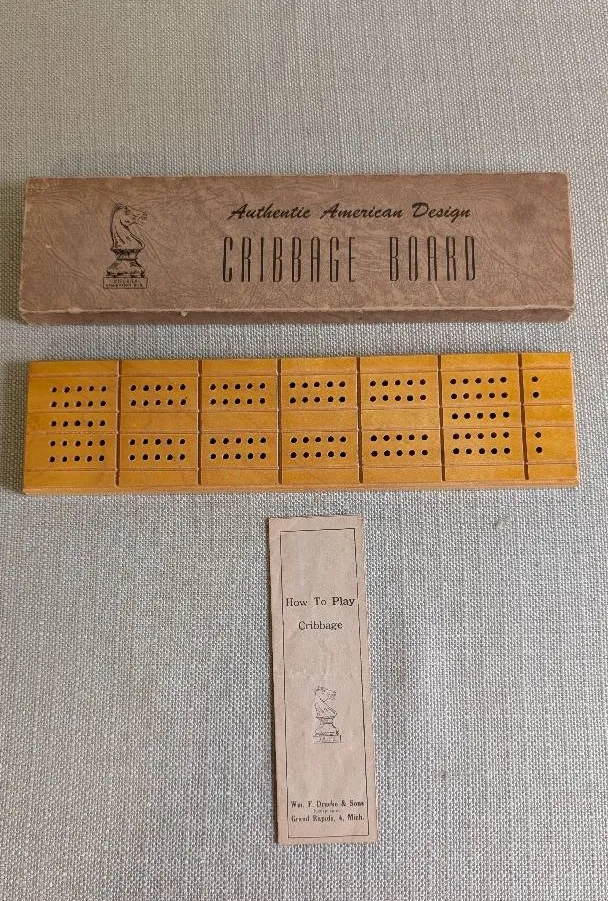 Authentic American Design
CRIBBAGE BOARD
How To Play
Cribbage
Wm. F. Drueke & Sons
Grand Rapids, 4, Mich.